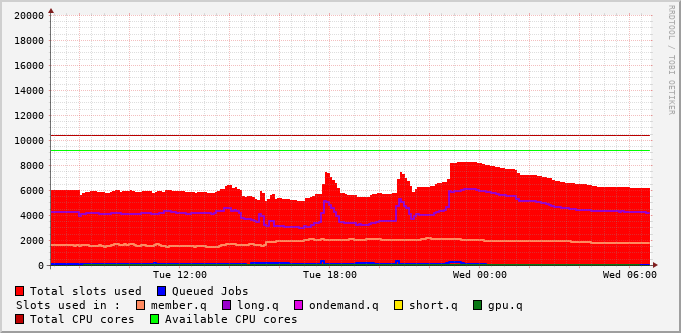 20000
18000
16000
14000
12000
10000
8000
6000
4000
2000
0
Tue 12:00 Tue 18:00 Wed 00:00 Wed 06:00
RRDTOOL / TOBI OETIKER
Total slots used Queued Jobs
Slots used in : member.q long.q ondemand.q short.q gpu.q
Total CPU cores Available CPU cores